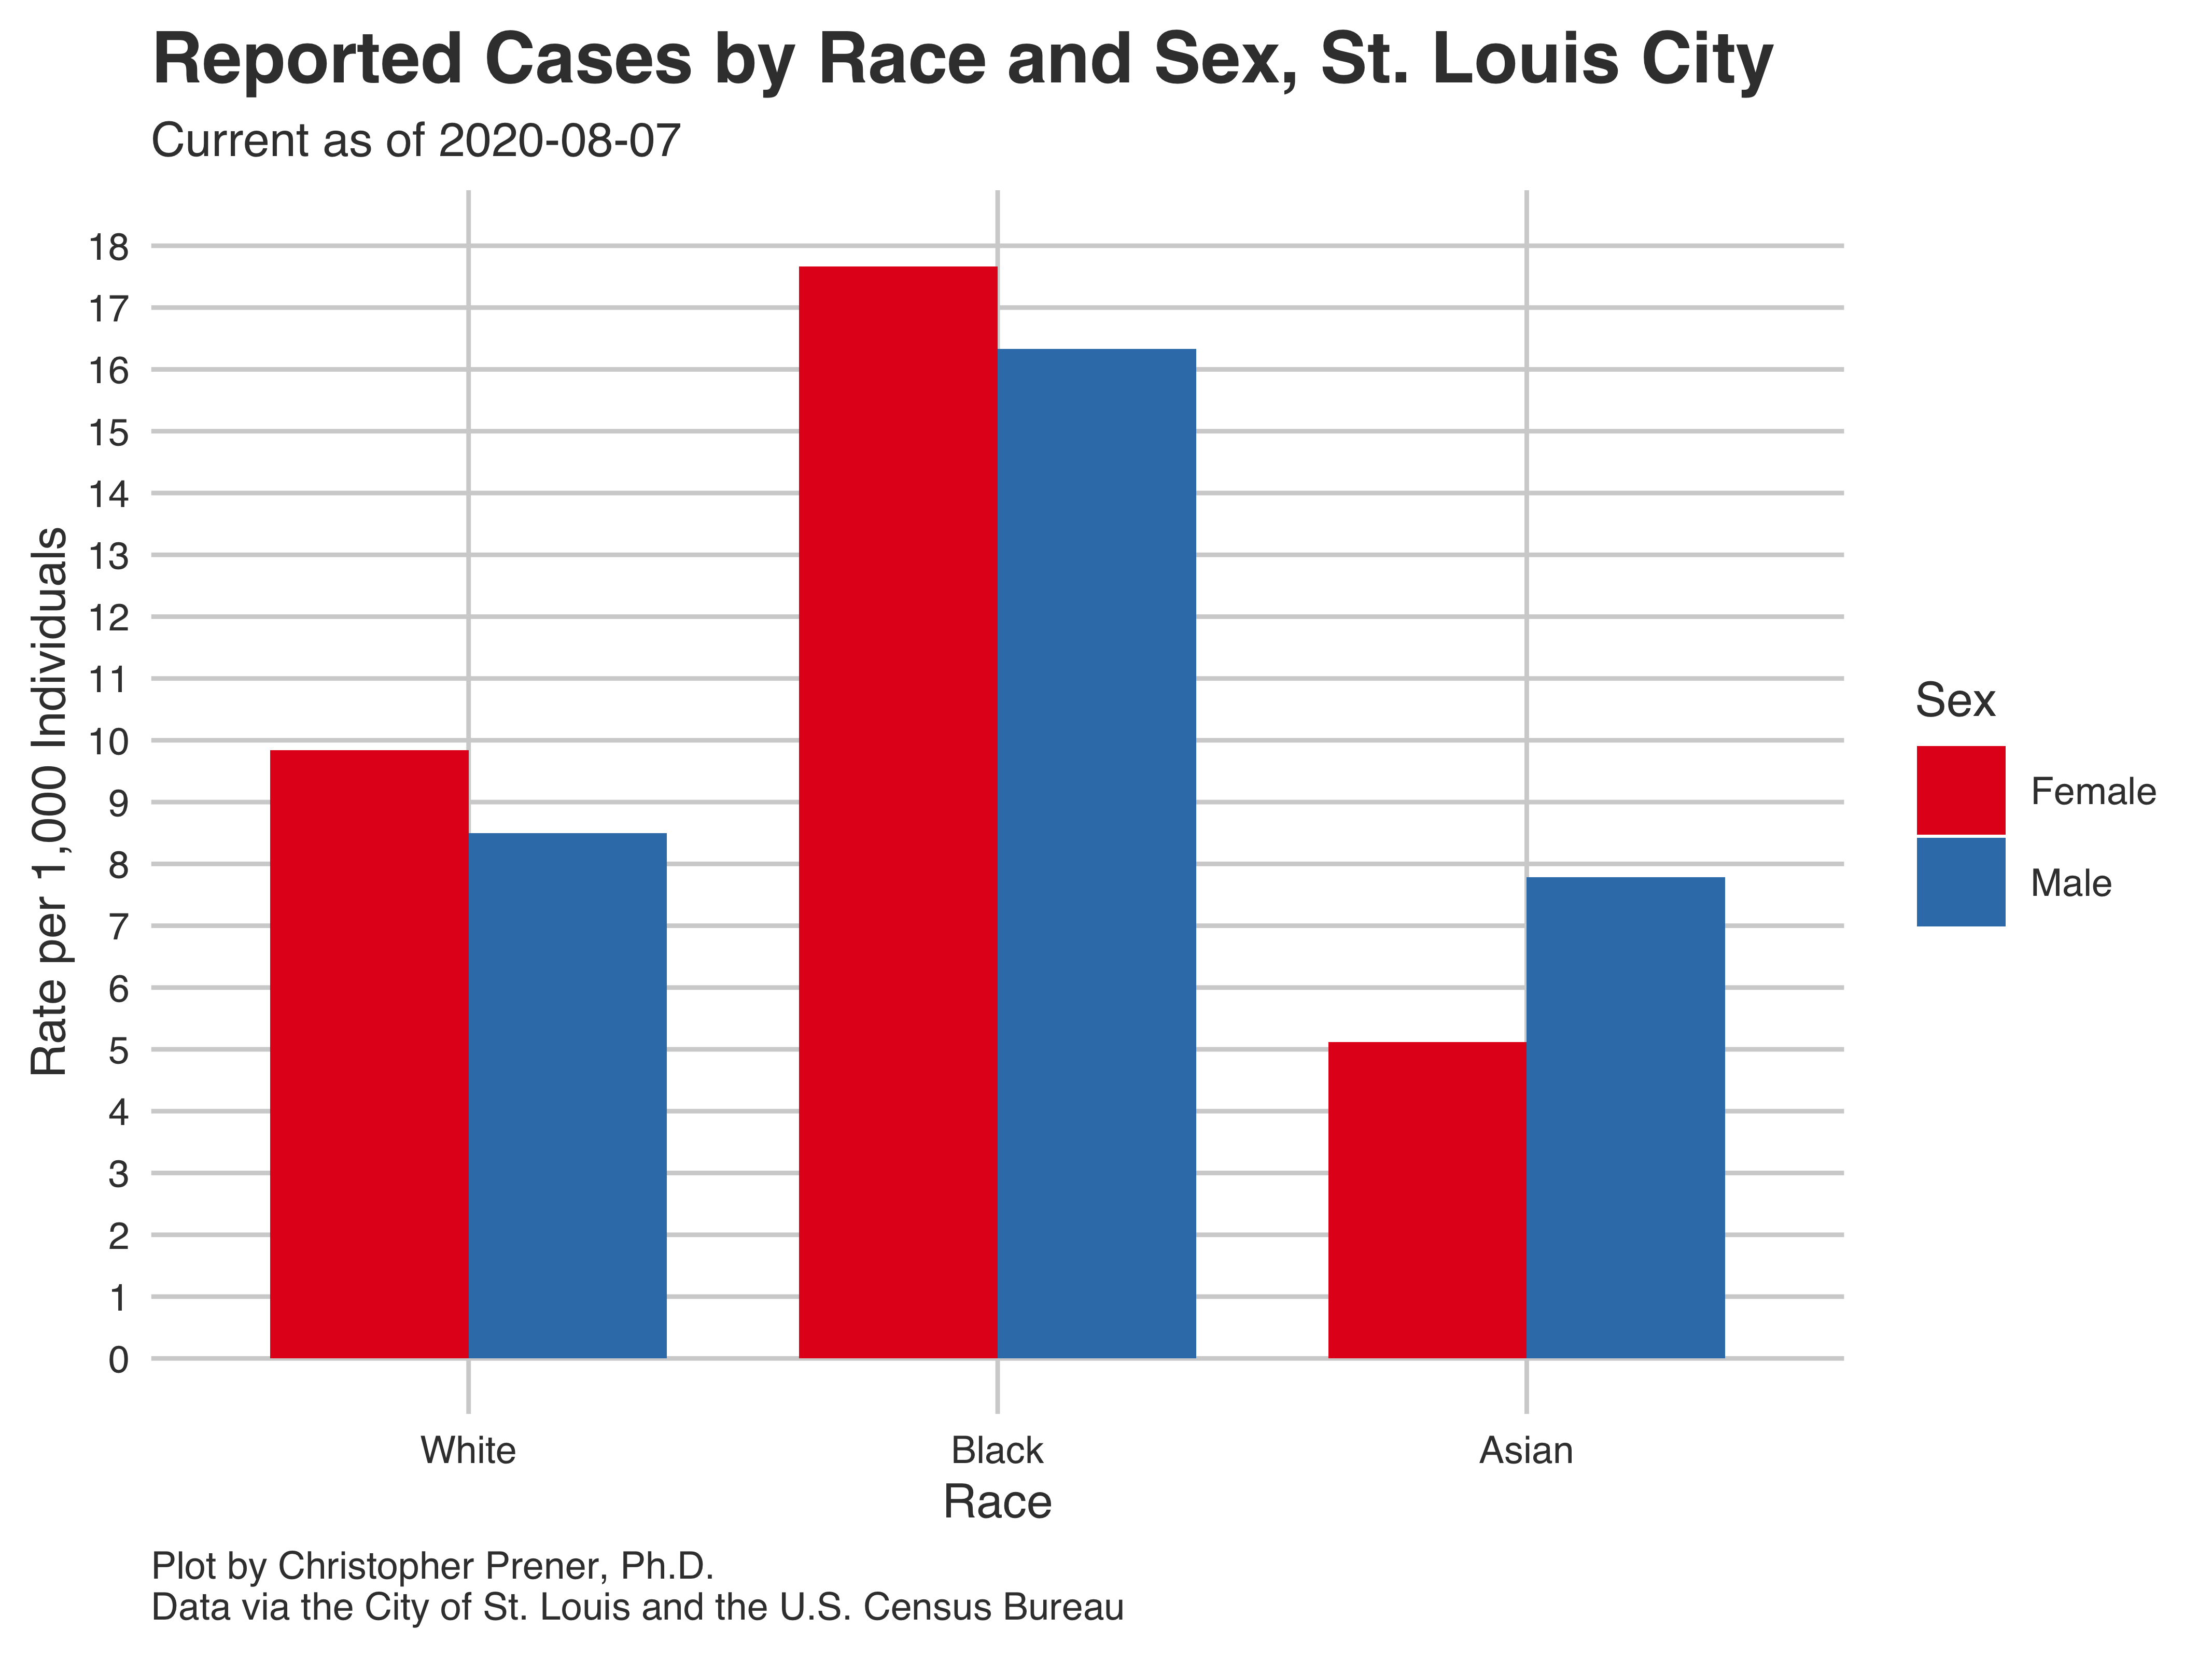 Reported Cases by Race and Sex, St. Louis City
Current as of 2020-08-07
Rate per 1,000 Individuals
18
17
16
15
14
13
12
11
10
9
8
7
6
5
4
3
2
1
0
White
Black
Asian
Race
Sex
Female
Male
Plot by Christopher Prener, Ph.D.
Data via the City of St. Louis and the U.S. Census Bureau